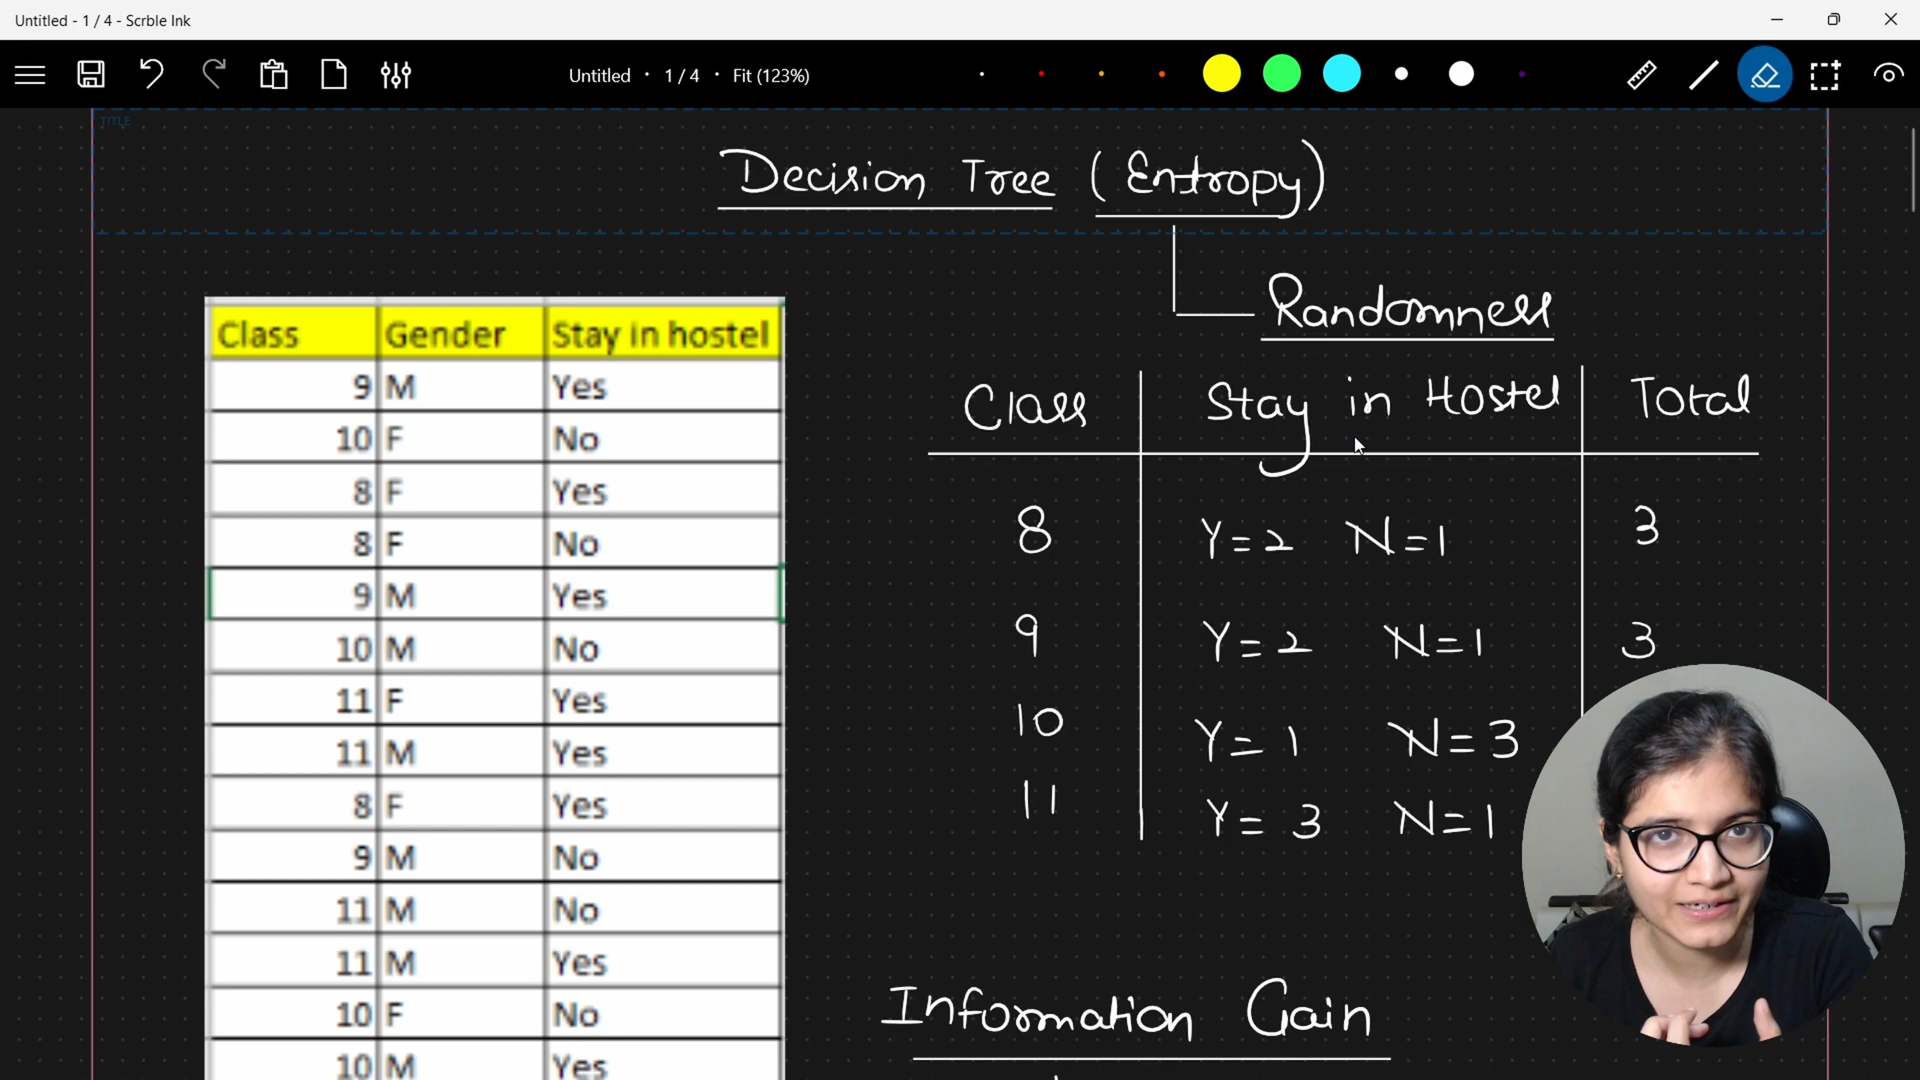 Untitled - 1 / 4 - Scrble Ink
Untitled • 1 / 4 • Fit (123%)
TITLE
Decision Tree (Entropy)
Randomness
Class Gender Stay in hostel
9 M Yes
10 F No
8 F Yes
8 F No
9 M Yes
10 M No
11 F Yes
11 M Yes
8 F Yes
9 M No
11 M No
11 M Yes
10 F No
10 M Yes
Class Stay in Hostel Total
8 Y=2 N=1 3
9 Y=2 N=1 3
10 Y=1 N=3
11 Y=3 N=1
Information Gain